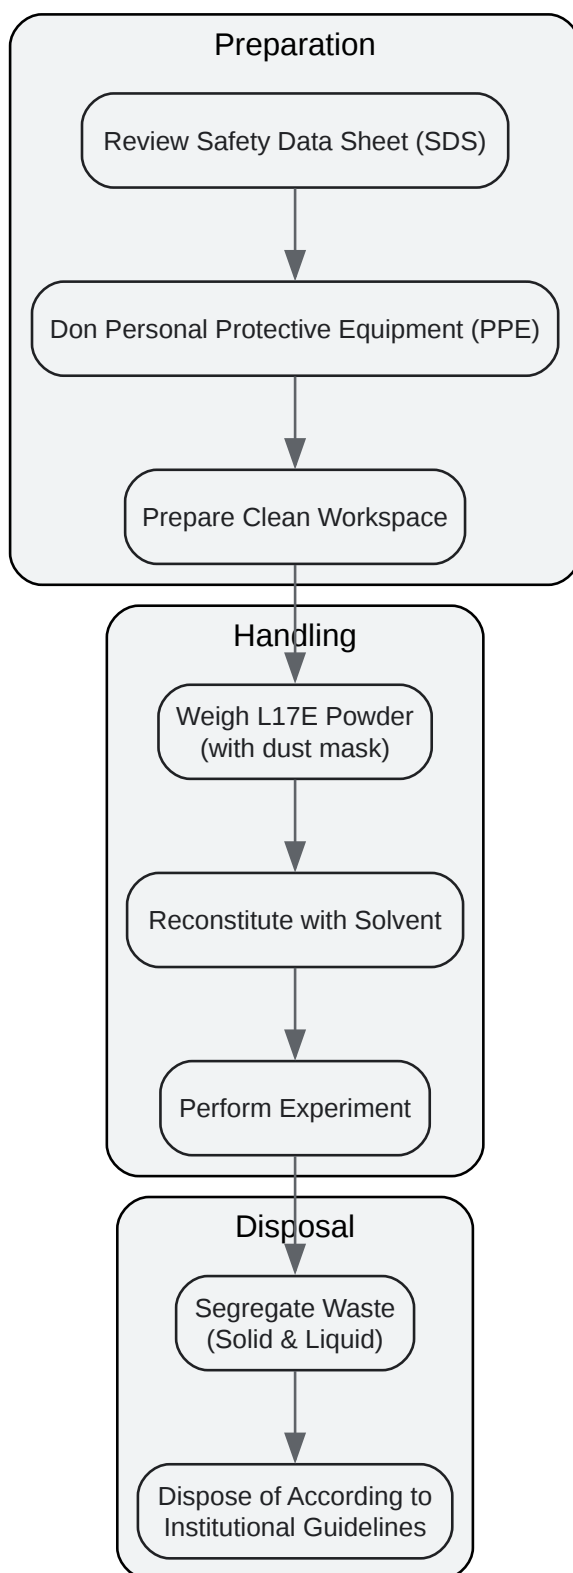 Preparation
Review Safety Data Sheet (SDS)
Don Personal Protective Equipment (PPE)
Prepare Clean Workspace
Handling
Weigh L17E Powder
(with dust mask)
Reconstitute with Solvent
Perform Experiment
Disposal
Segregate Waste
(Solid & Liquid)
Dispose of According to
Institutional Guidelines